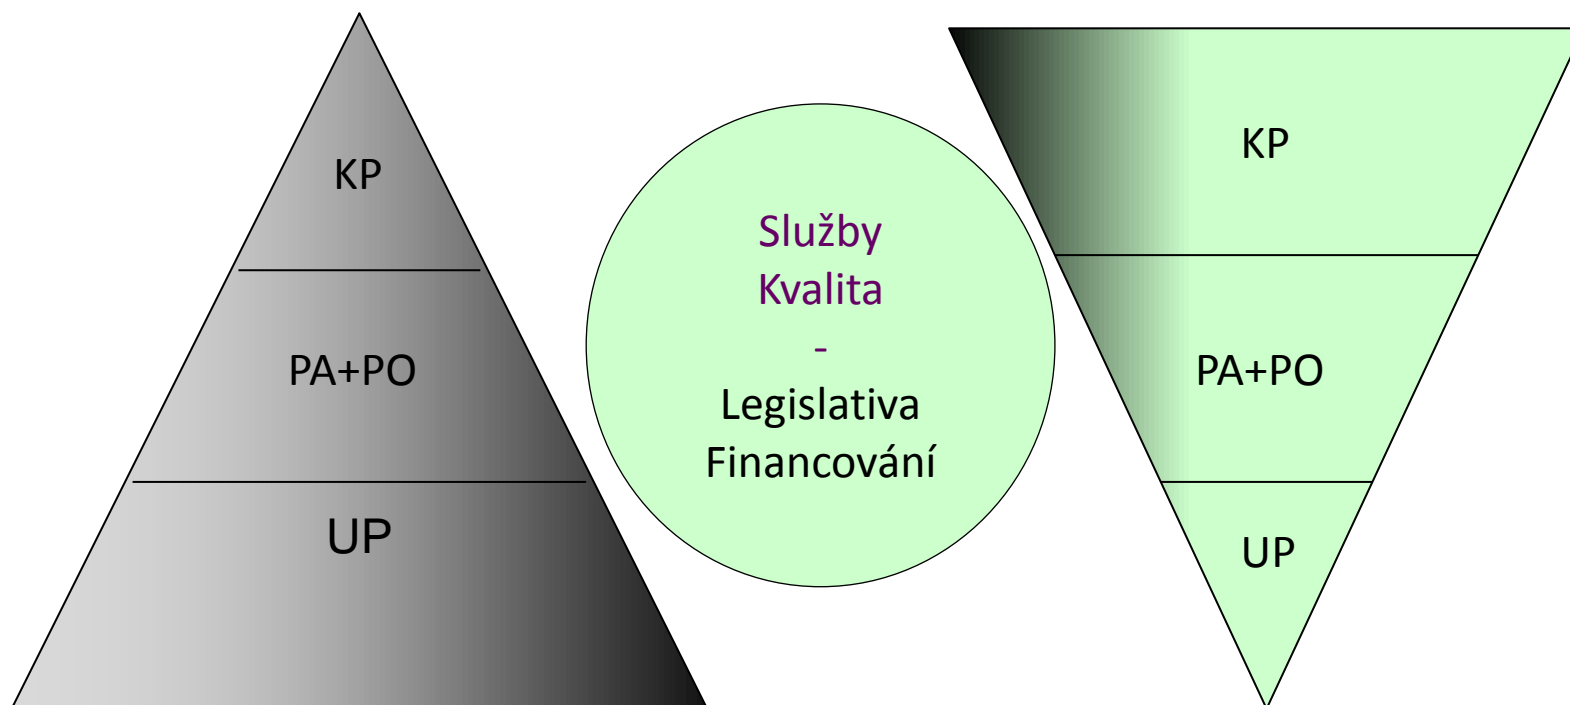 KP
PA+PO
UP
Služby
Kvalita
-
Legislativa
Financování
KP
PA+PO
UP